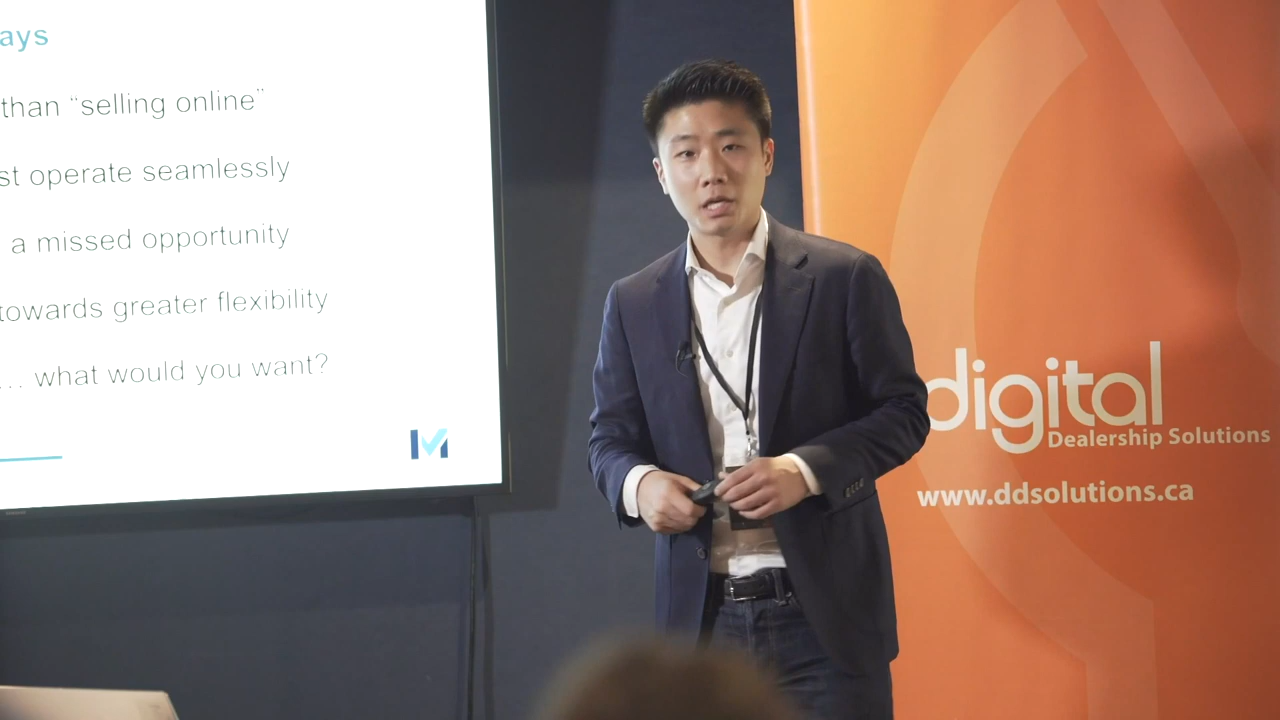 ays
than “selling online”
st operate seamlessly
a missed opportunity
towards greater flexibility
... what would you want?
digital
Dealership Solutions
www.ddsolutions.ca